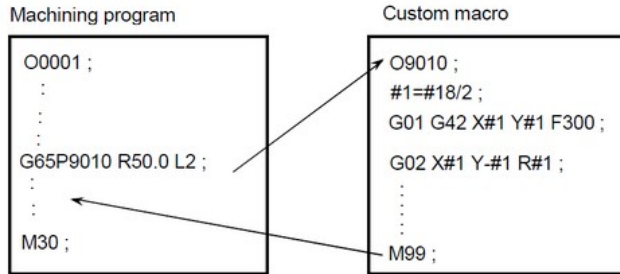 Machining program
O0001 ;
:
:
:
:
G65P9010 R50.0 L2 ;
:
:
M30 ;
Custom macro
O9010 ;
#1=#18/2 ;
G01 G42 X#1 Y#1 F300 ;
G02 X#1 Y-#1 R#1 ;
:
:
:
M99 ;